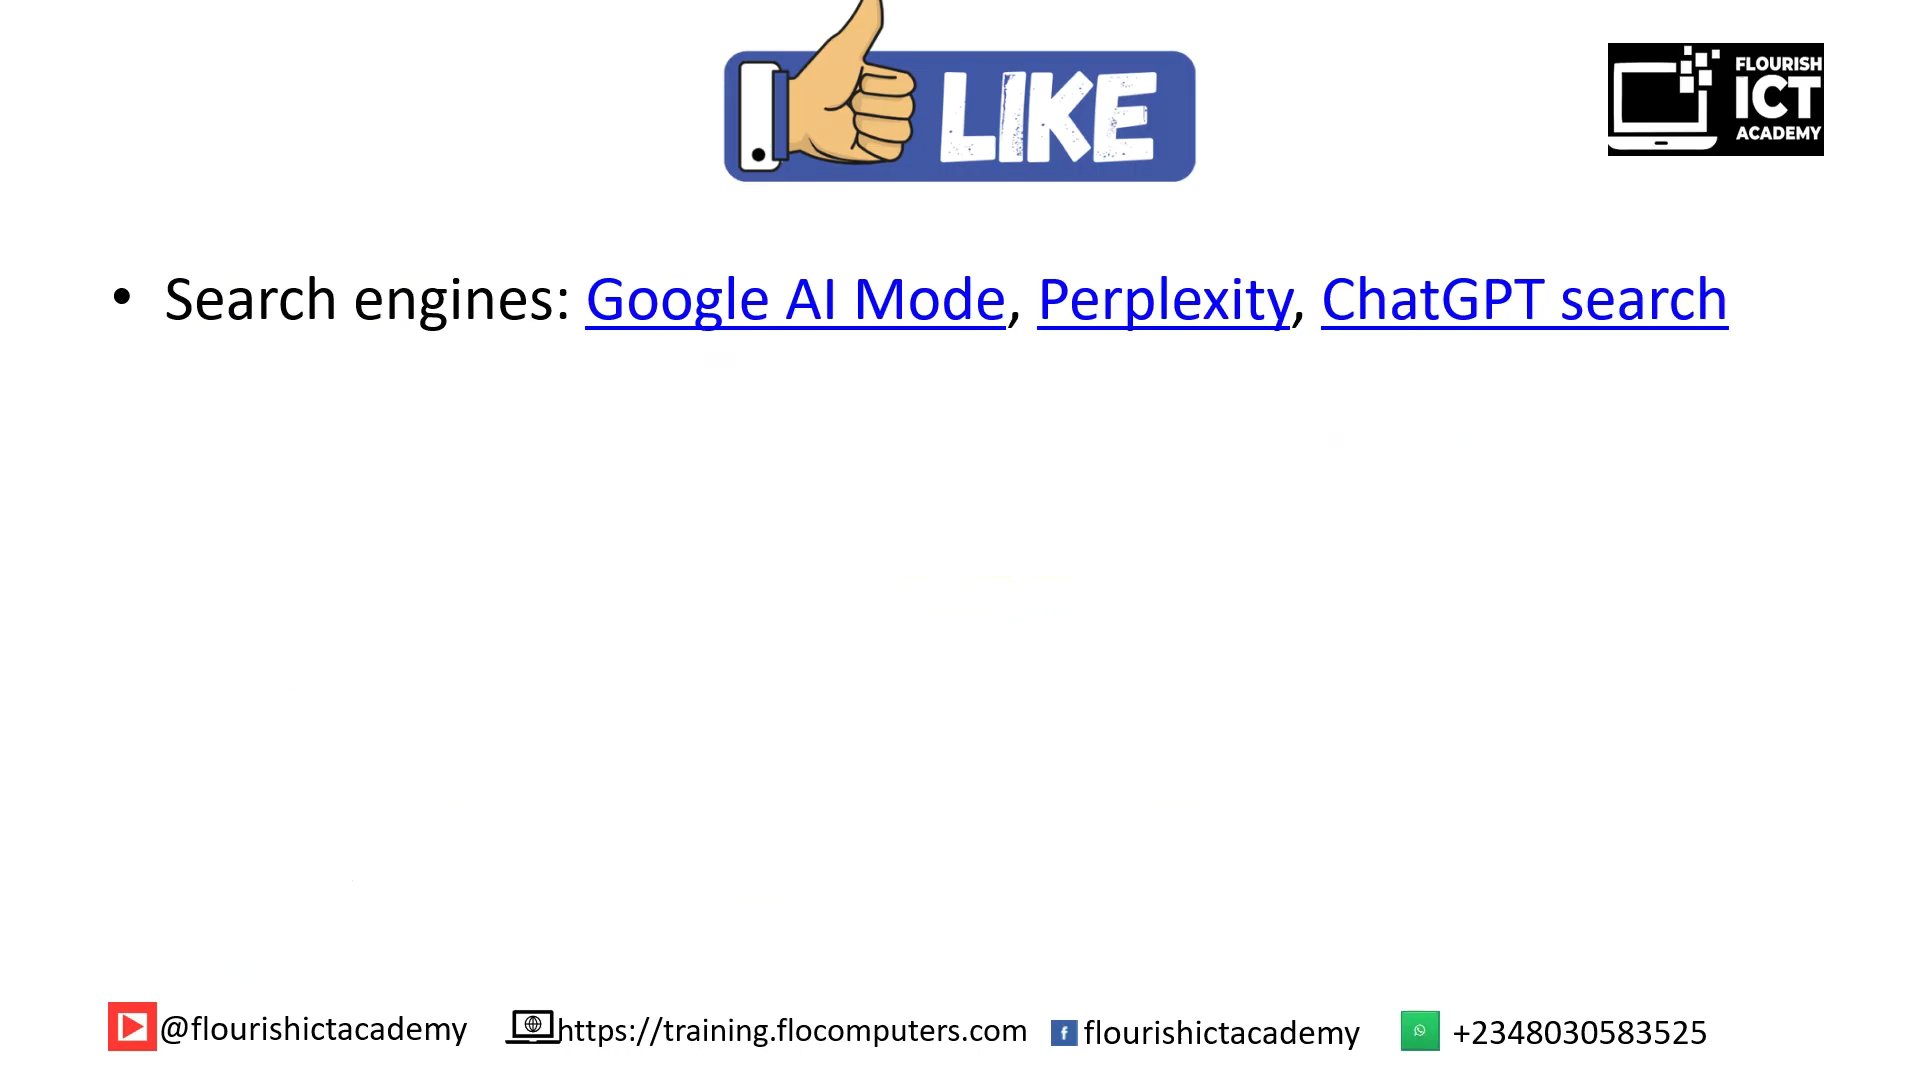 LIKE
FLOURISH
ICT
ACADEMY
• Search engines: Google AI Mode, Perplexity, ChatGPT search
@flourishictacademy https://training.flocomputers.com flourishictacademy +2348030583525